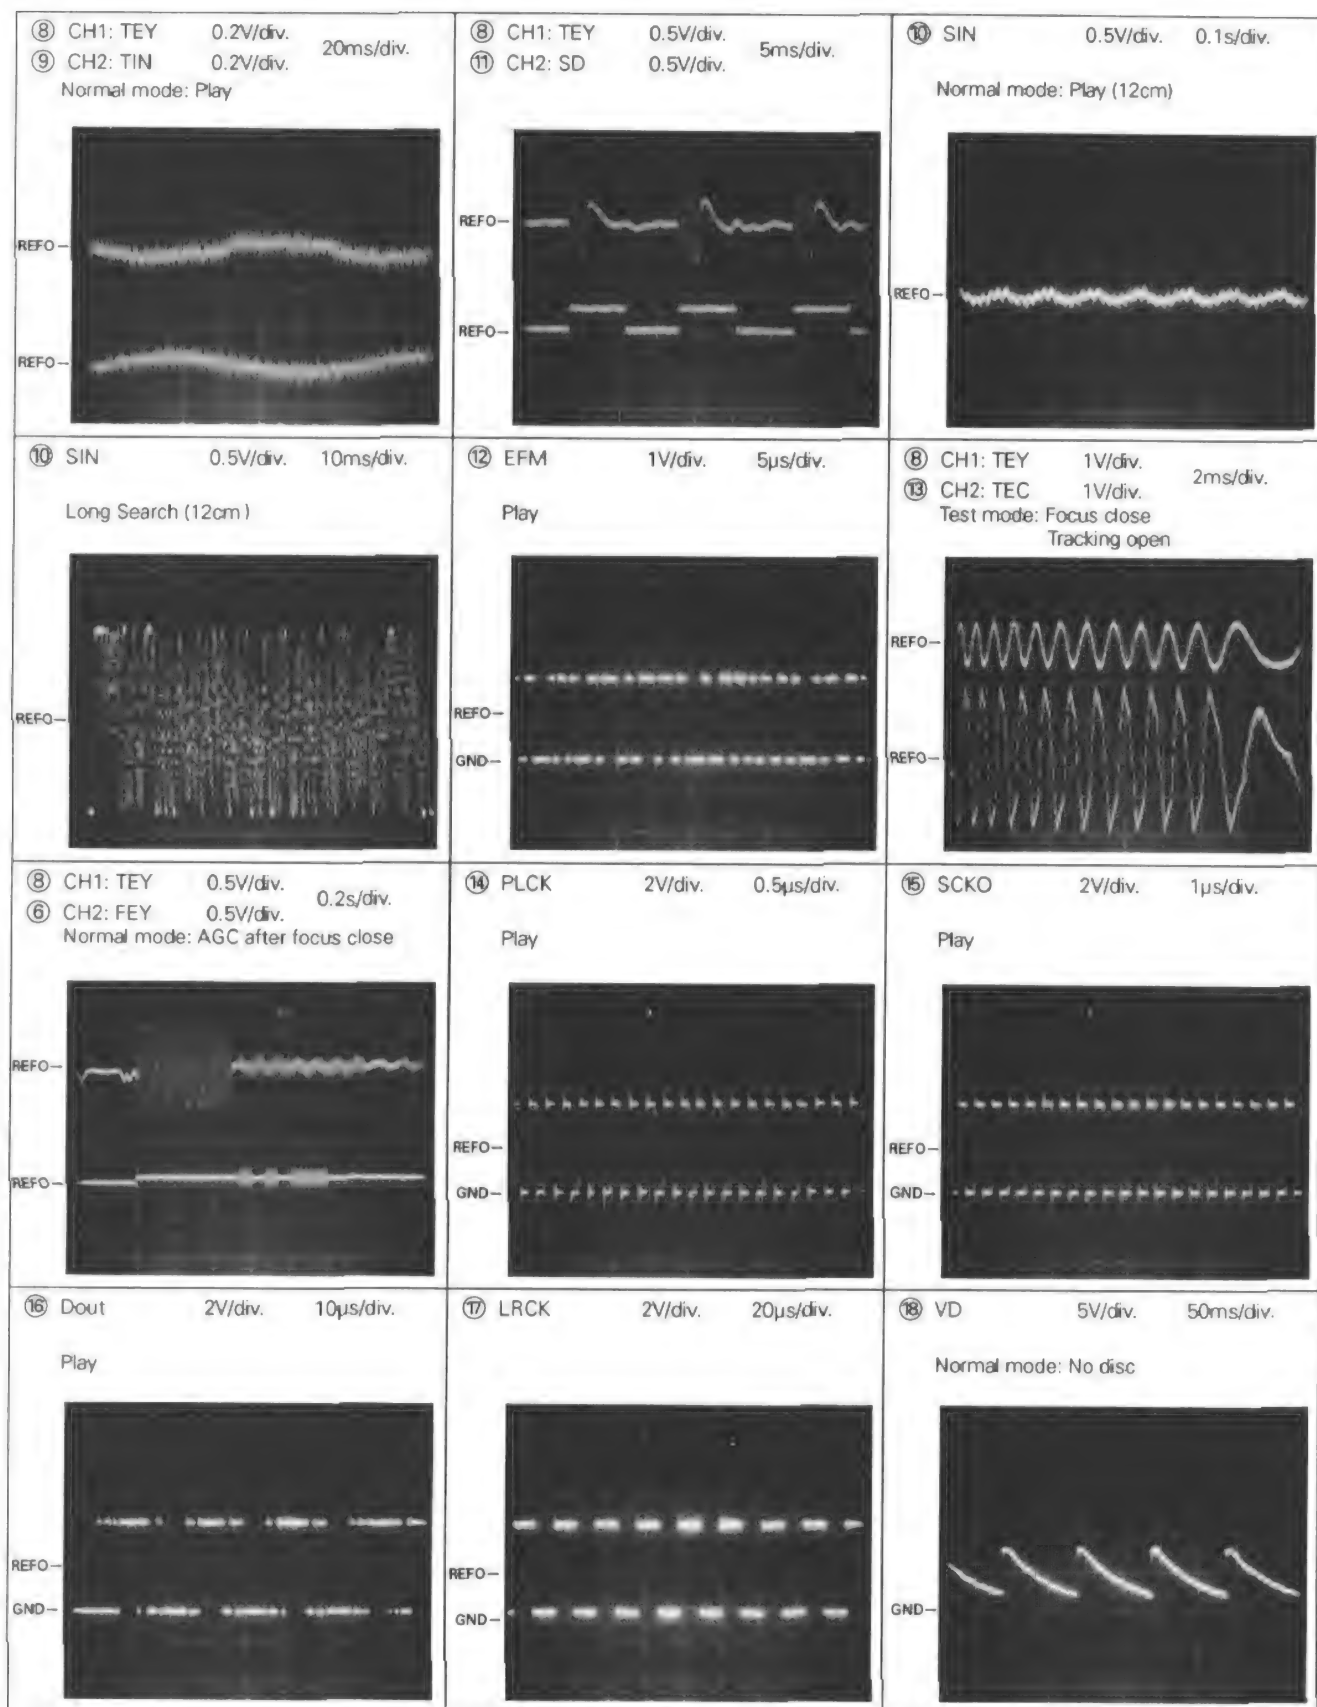 ⑧ CH1: TEY 0.2V/div. 20ms/div.
⑨ CH2: TIN 0.2V/div.
Normal mode: Play
REFO
REFO
⑧ CH1: TEY 0.5V/div. 5ms/div.
⑪ CH2: SD 0.5V/div.
REFO
REFO
⑩ SIN 0.5V/div. 0.1s/div.
Normal mode: Play (12cm)
REFO
⑩ SIN 0.5V/div. 10ms/div.
Long Search (12cm)
REFO
⑫ EFM 1V/div. 5µs/div.
Play
REFO
GND
⑧ CH1: TEY 1V/div. 2ms/div.
⑬ CH2: TEC 1V/div.
Test mode: Focus close
Tracking open
REFO
REFO
⑧ CH1: TEY 0.5V/div. 0.2s/div.
⑥ CH2: FEY 0.5V/div.
Normal mode: AGC after focus close
REFO
REFO
⑭ PLCK 2V/div. 0.5µs/div.
Play
REFO
GND
⑮ SCKO 2V/div. 1µs/div.
Play
REFO
GND
⑯ Dout 2V/div. 10µs/div.
Play
REFO
GND
⑰ LRCK 2V/div. 20µs/div.
REFO
GND
⑱ VD 5V/div. 50ms/div.
Normal mode: No disc
GND